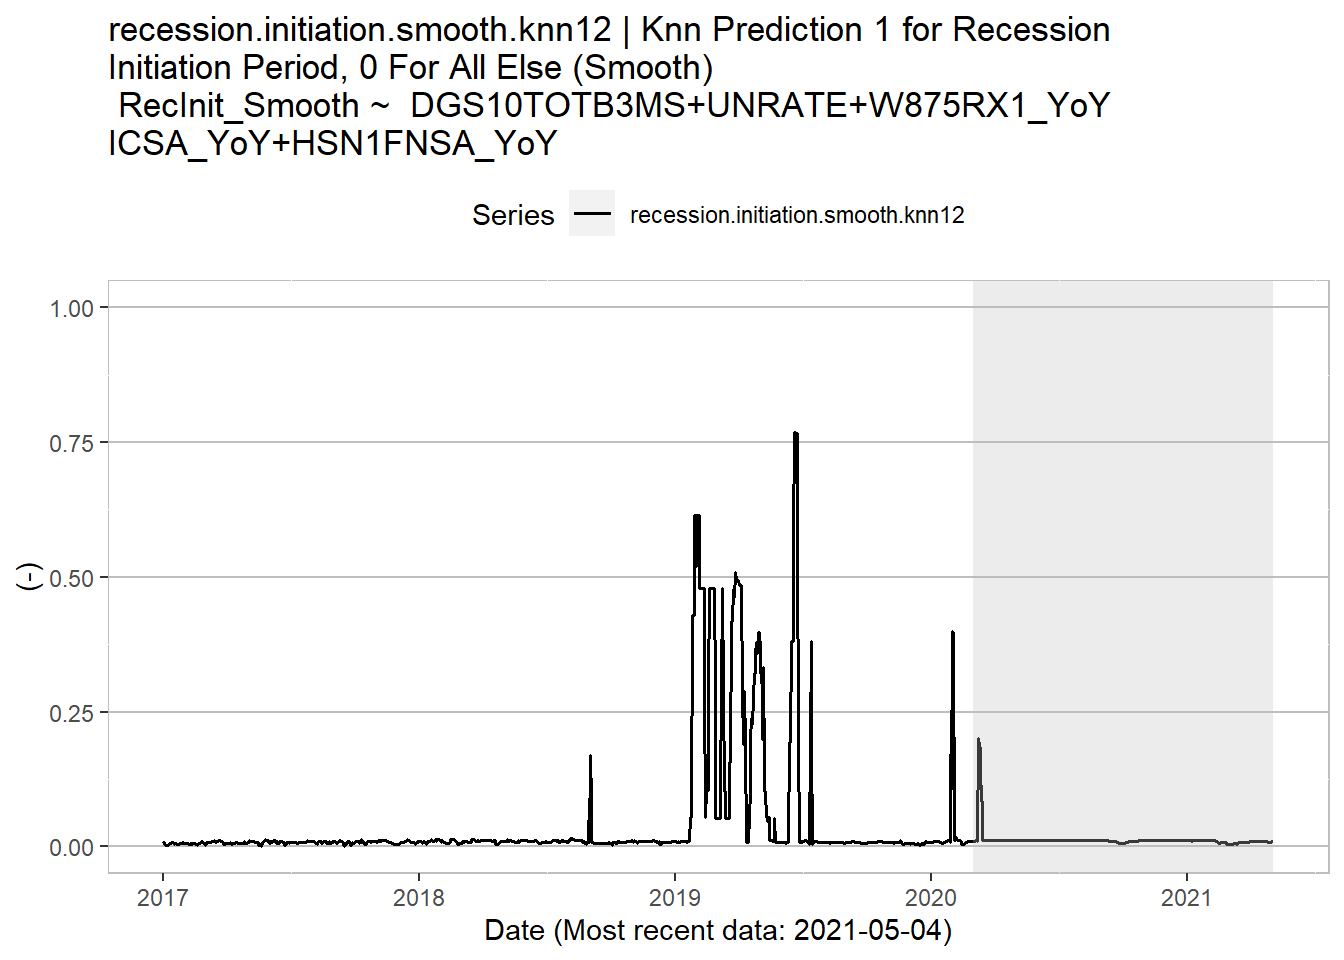 recession.initiation.smooth.knn12 | Knn Prediction 1 for Recession
Initiation Period, 0 For All Else (Smooth)
RecInit_Smooth ~ DGS10TOTB3MS+UNRATE+W875RX1_YoY
ICSA_YoY+HSN1FNSA_YoY
Series recession.initiation.smooth.knn12
1.00
0.75
0.50
0.25
0.00
(-)
2017 2018 2019 2020 2021
Date (Most recent data: 2021-05-04)